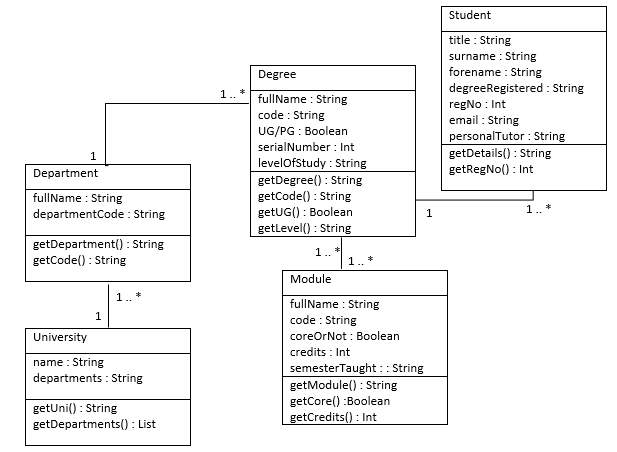 Student
title : String
surname : String
forename : String
degreeRegistered : String
regNo : Int
email : String
personalTutor : String
getDetails() : String
getRegNo() : Int
1 .. *
Degree
fullName : String
code : String
UG/PG : Boolean
serialNumber : Int
levelOfStudy : String
getDegree() : String
getCode() : String
getUG() : Boolean
getLevel() : String
1 .. *
1
1
1 .. *
1 .. *
Department
fullName : String
departmentCode : String
getDepartment() : String
getCode() : String
1 .. *
1
University
name : String
departments : String
getUni() : String
getDepartments() : List
Module
fullName : String
code : String
coreOrNot : Boolean
credits : Int
semesterTaught : : String
getModule() : String
getCore() :Boolean
getCredits() : Int